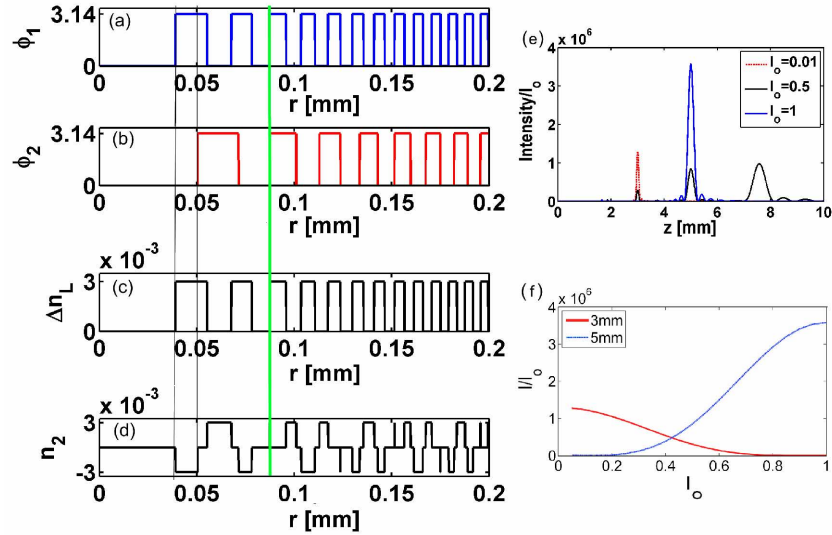 (a)
ϕ1
3.14
0
0 0.05 0.1 0.15 0.2
r [mm]
(b)
ϕ2
3.14
0
0 0.05 0.1 0.15 0.2
r [mm]
x 10⁻³
(c)
ΔnL
3
0
0 0.05 0.1 0.15 0.2
r [mm]
x 10⁻³
(d)
n2
3
-3
0 0.05 0.1 0.15 0.2
r [mm]
(e)
x 10⁶
Intensity/Io
4
3
2
1
0
Io=0.01
Io=0.5
Io=1
0 2 4 6 8 10
z [mm]
(f)
x 10⁶
I/Io
4
3
2
1
0
3mm
5mm
0 0.2 0.4 0.6 0.8 1
Io